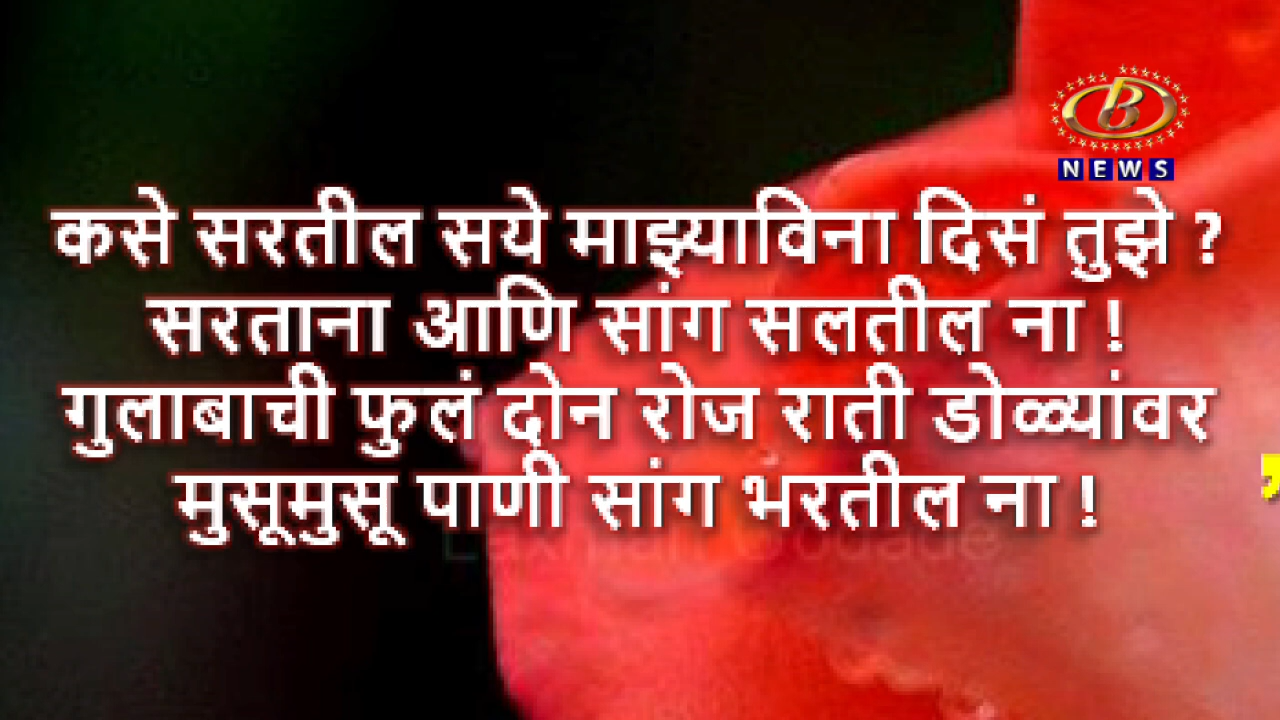 B
NEWS
कसे सरतील सये माझ्याविना दिसं तुझे ?
सरताना आणि सांग सलतील ना !
गुलाबाची फुलं दोन रोज राती डोळ्यांवर
मुसूमुसू पाणी सांग भरतील ना !